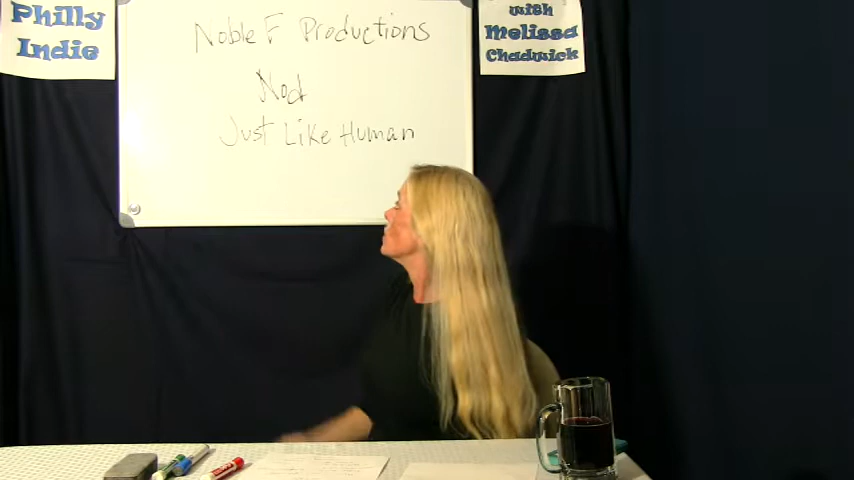 Philly
Indie
Noble F Productions
Nod
Just Like Human
with
Melissa
Chadwick